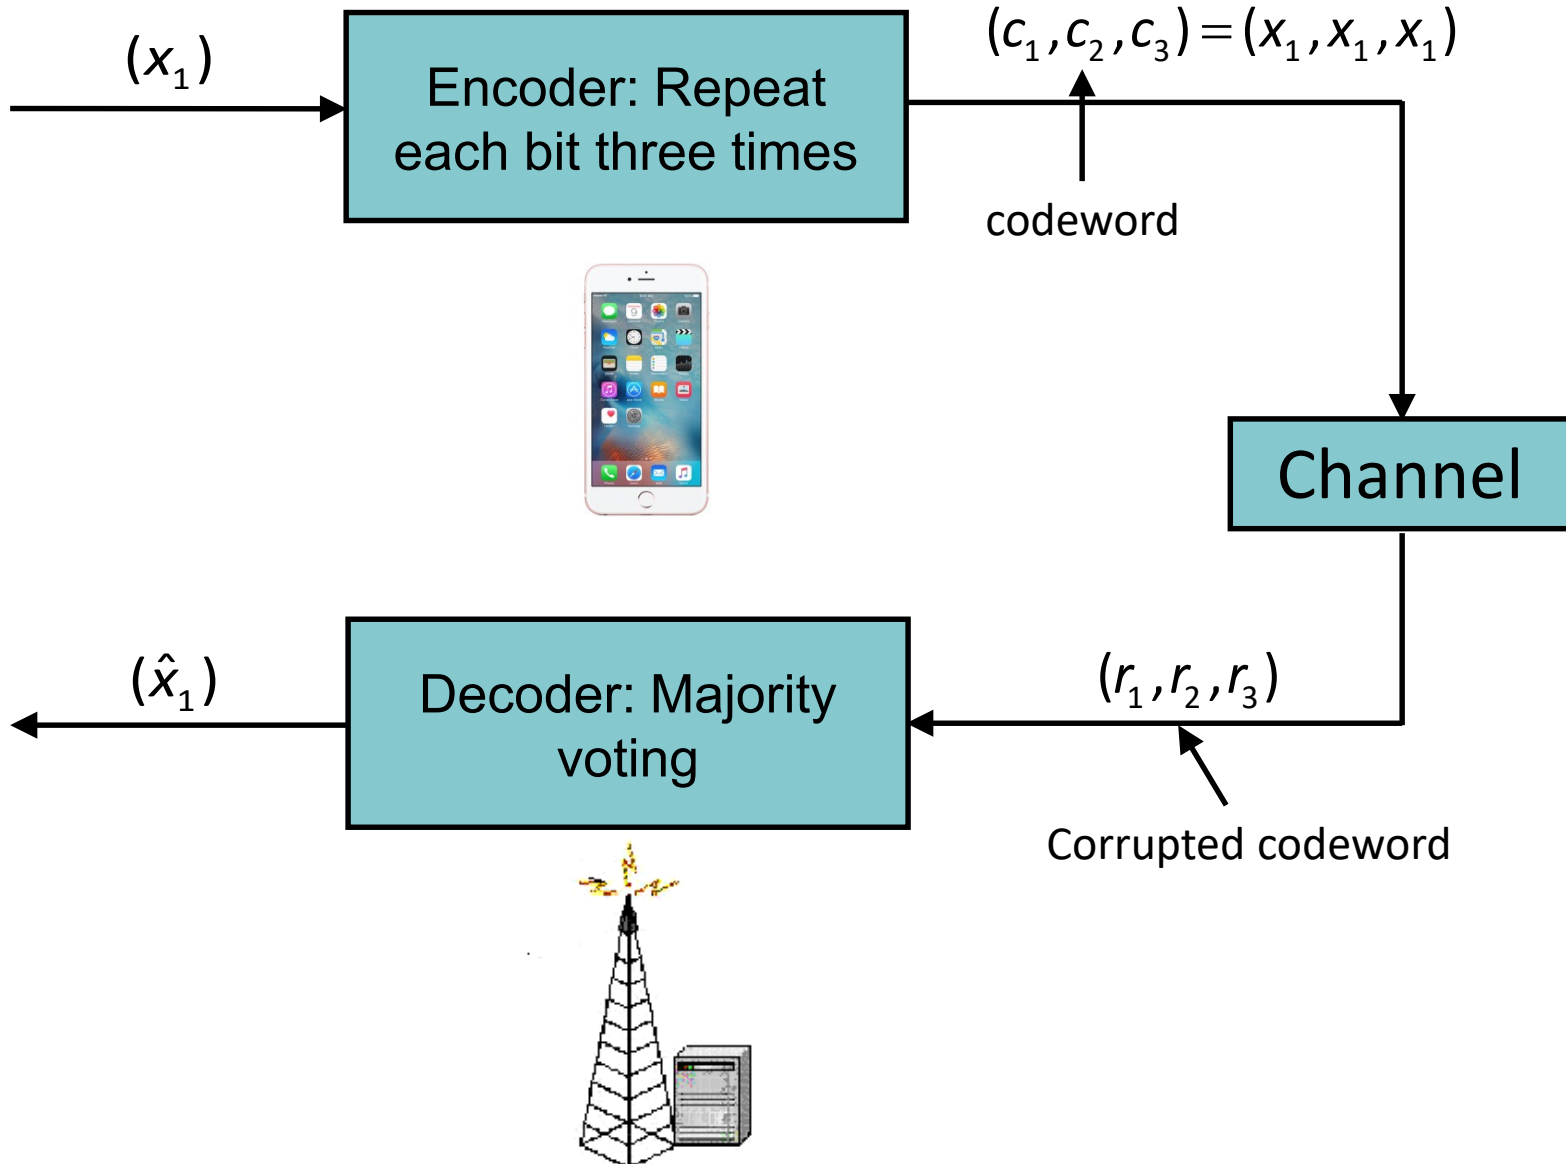 (x₁)
Encoder: Repeat
each bit three times
(c₁,c₂,c₃)=(x₁,x₁,x₁)
codeword
Channel
(x̂₁)
Decoder: Majority
voting
(r₁,r₂,r₃)
Corrupted codeword